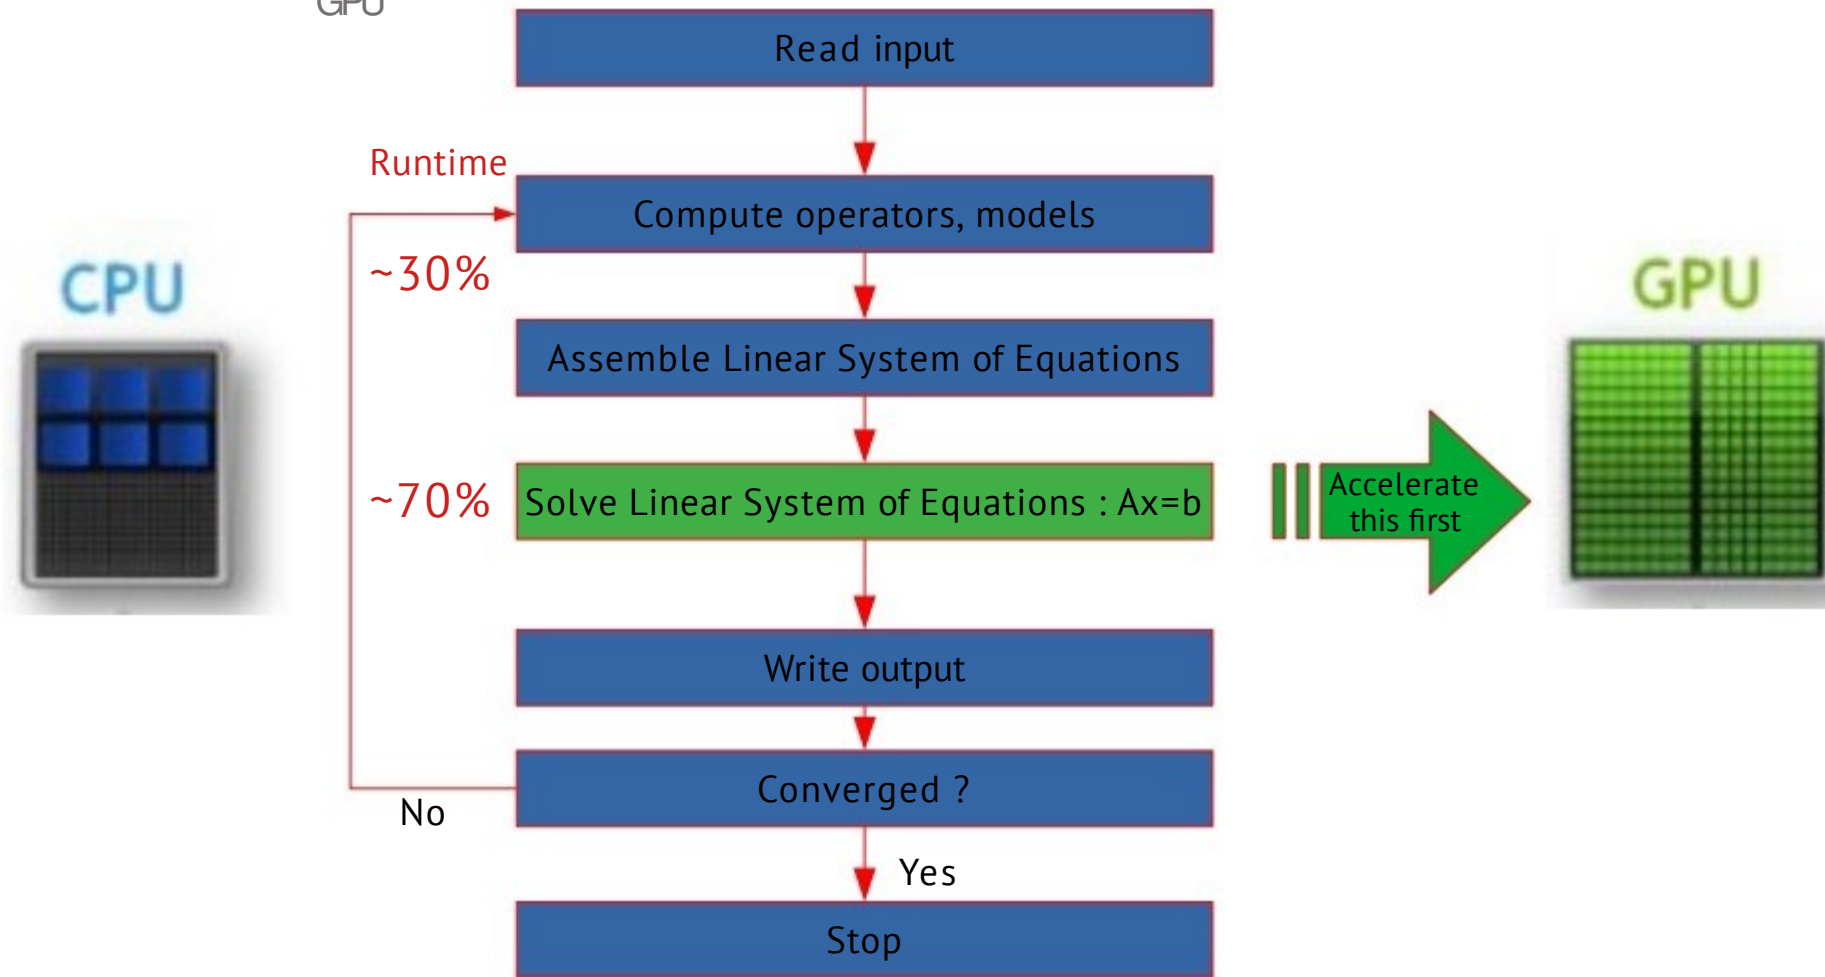 GPU
Read input
Runtime
Compute operators, models
~30%
CPU
GPU
Assemble Linear System of Equations
~70%
Solve Linear System of Equations : Ax=b
Accelerate
this first
Write output
Converged ?
No
Yes
Stop